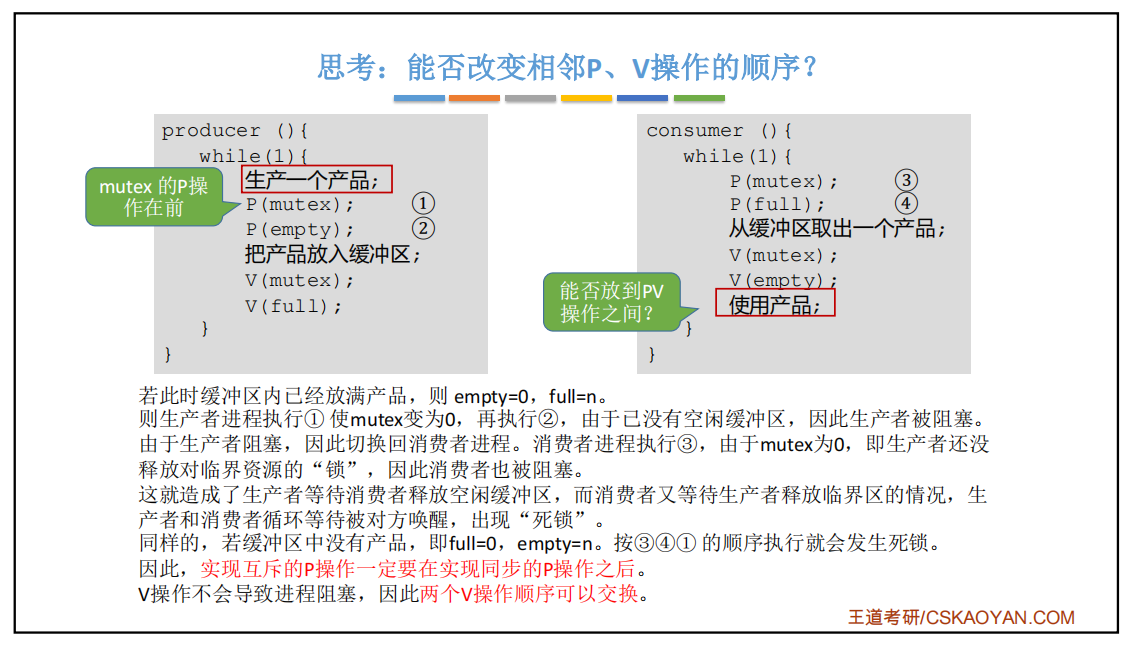 思考：能否改变相邻P、V操作的顺序？
producer (){
while(1){
生产一个产品;
P(mutex); ①
P(empty); ②
把产品放入缓冲区;
V(mutex);
V(full);
}
}
mutex 的P操
作在前
consumer (){
while(1){
P(mutex); ③
P(full); ④
从缓冲区取出一个产品;
V(mutex);
V(empty);
使用产品;
}
}
能否放到PV
操作之间？
若此时缓冲区内已经放满产品，则 empty=0，full=n。
则生产者进程执行① 使mutex变为0，再执行②，由于已没有空闲缓冲区，因此生产者被阻塞。
由于生产者阻塞，因此切换回消费者进程。消费者进程执行③，由于mutex为0，即生产者还没
释放对临界资源的“锁”，因此消费者也被阻塞。
这就造成了生产者等待消费者释放空闲缓冲区，而消费者又等待生产者释放临界区的情况，生
产者和消费者循环等待被对方唤醒，出现“死锁”。
同样的，若缓冲区中没有产品，即full=0，empty=n。按③④① 的顺序执行就会发生死锁。
因此，实现互斥的P操作一定要在实现同步的P操作之后。
V操作不会导致进程阻塞，因此两个V操作顺序可以交换。
王道考研/CSKAOYAN.COM